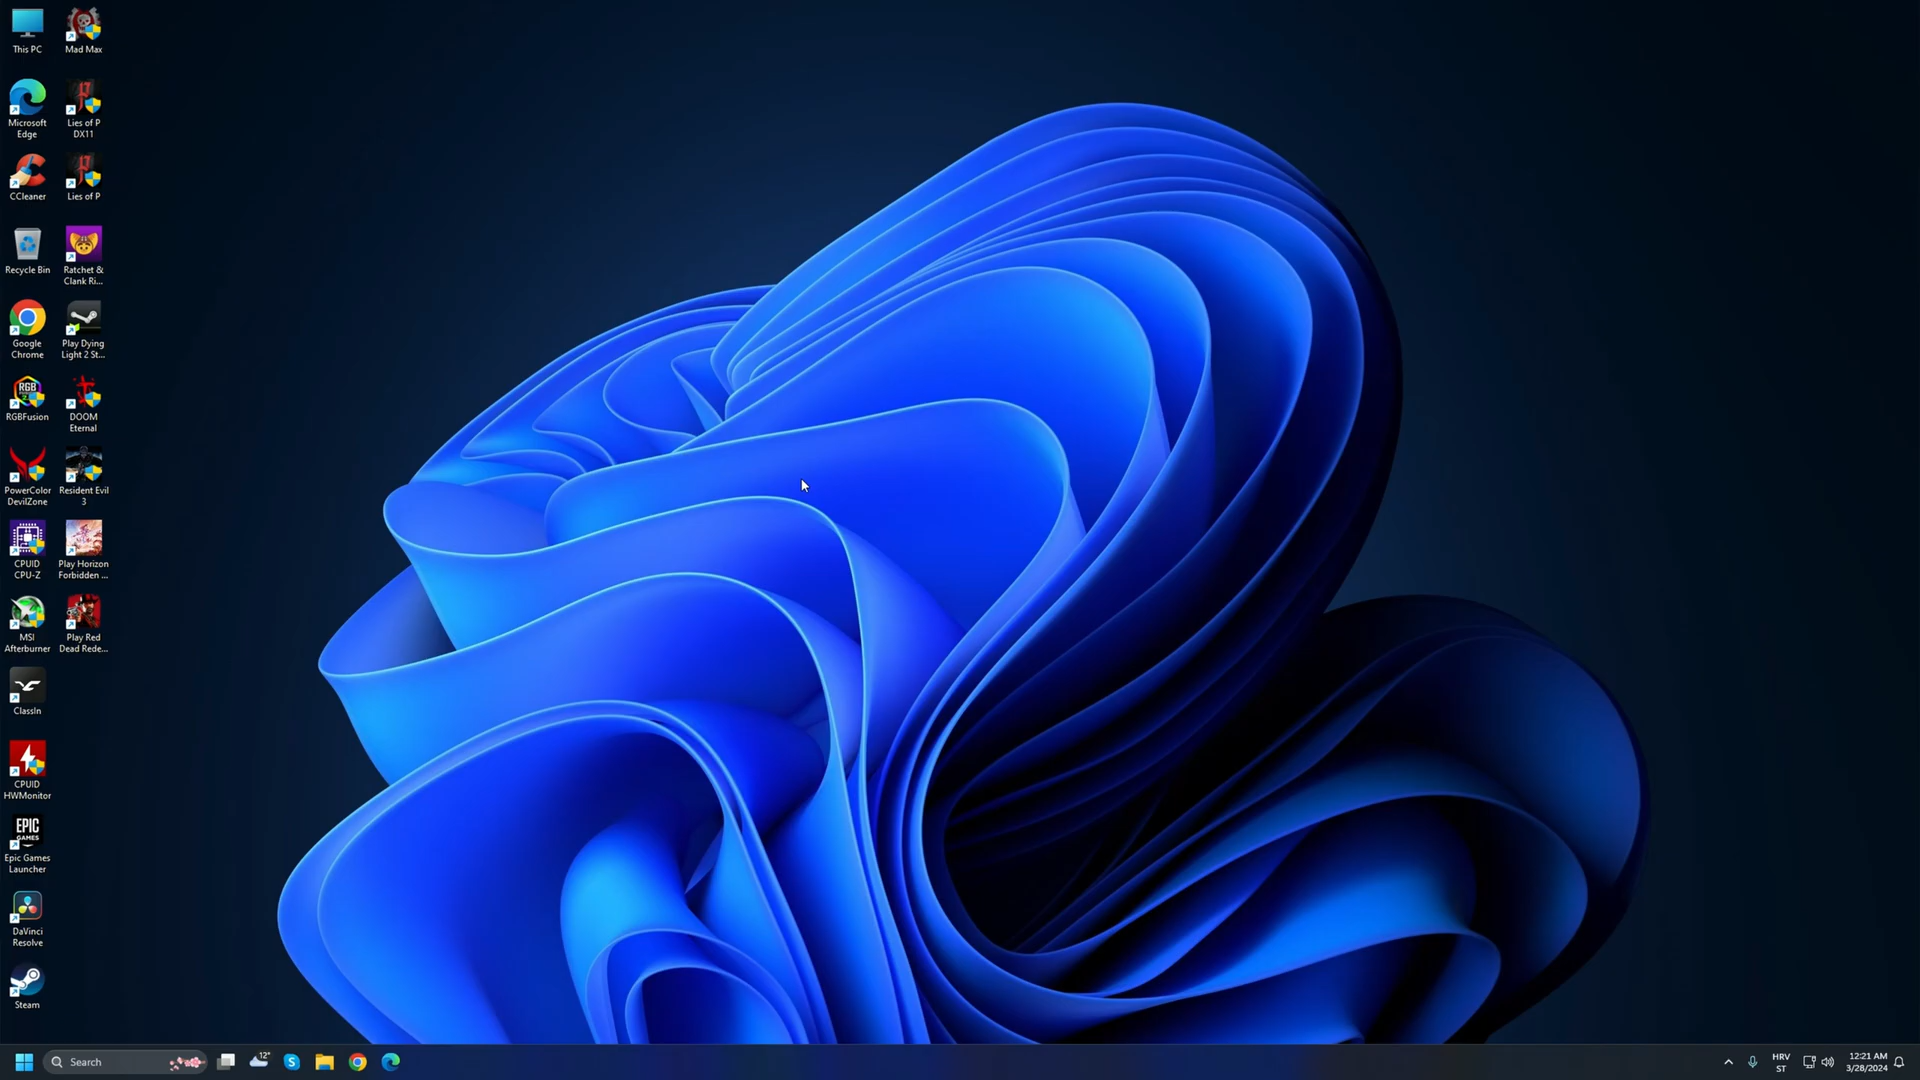 This PC
Mad Max
Microsoft
Edge
Lies of P
DX11
CCleaner
Lies of P
Recycle Bin
Ratchet &
Clank Ri...
Google
Chrome
Play Dying
Light 2 St...
RGB
RGBFusion
DOOM
Eternal
PowerColor
DevilZone
Resident Evil
3
CPUID
CPU-Z
Play Horizon
Forbidden ...
MSI
Afterburner
Play Red
Dead Rede...
ClassIn
CPUID
HWMonitor
EPIC
GAMES
Epic Games
Launcher
DaVinci
Resolve
Steam
Search
12°
HRV
ST
12:21 AM
3/28/2024